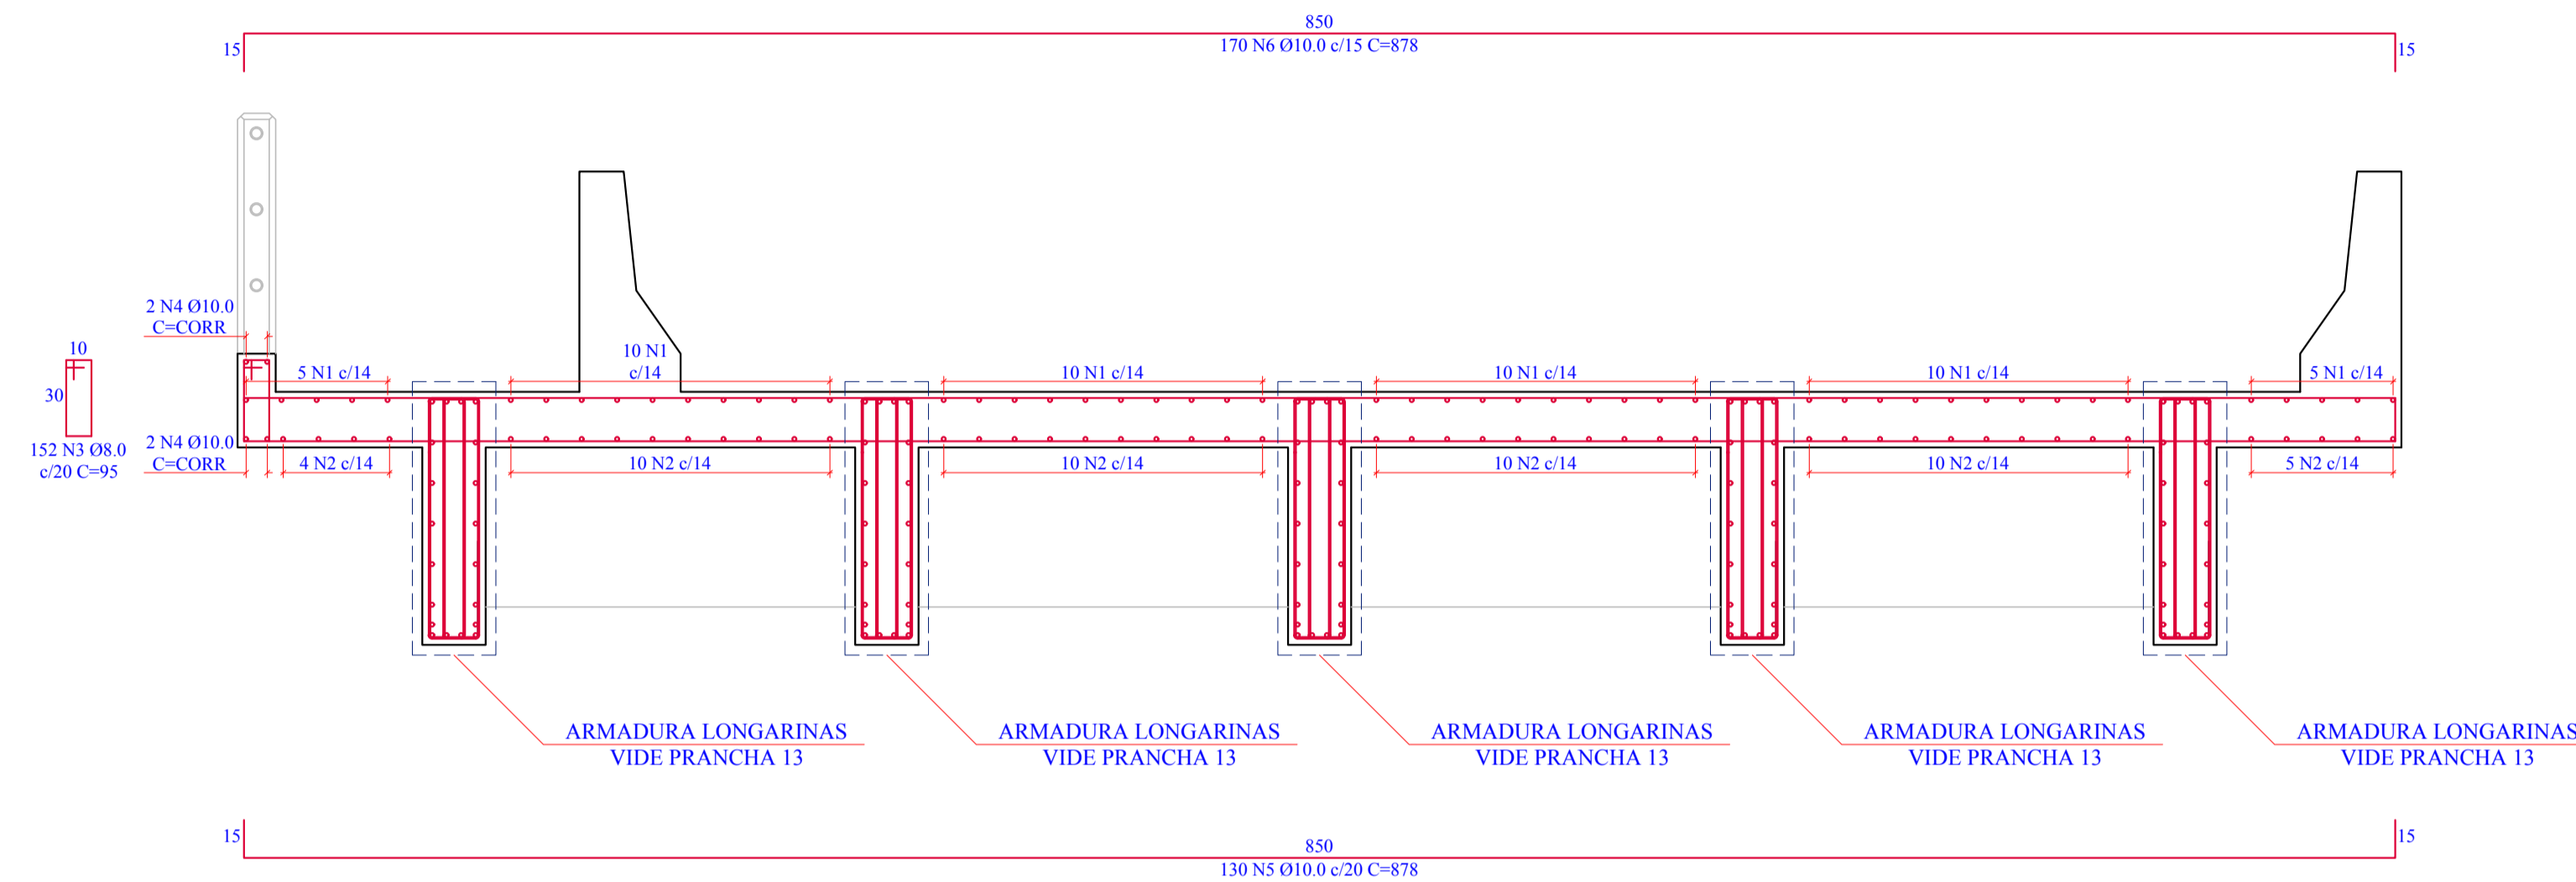 850
15
170 N6 Ø10.0 c/15 C=878
15
2 N4 Ø10.0
C=CORR
10
30
152 N3 Ø8.0
c/20 C=95
2 N4 Ø10.0
C=CORR
5 N1 c/14
10 N1
c/14
10 N1 c/14
10 N1 c/14
10 N1 c/14
5 N1 c/14
4 N2 c/14
10 N2 c/14
10 N2 c/14
10 N2 c/14
10 N2 c/14
5 N2 c/14
ARMADURA LONGARINAS
VIDE PRANCHA 13
ARMADURA LONGARINAS
VIDE PRANCHA 13
ARMADURA LONGARINAS
VIDE PRANCHA 13
ARMADURA LONGARINAS
VIDE PRANCHA 13
ARMADURA LONGARINAS
VIDE PRANCHA 13
15
850
15
130 N5 Ø10.0 c/20 C=878